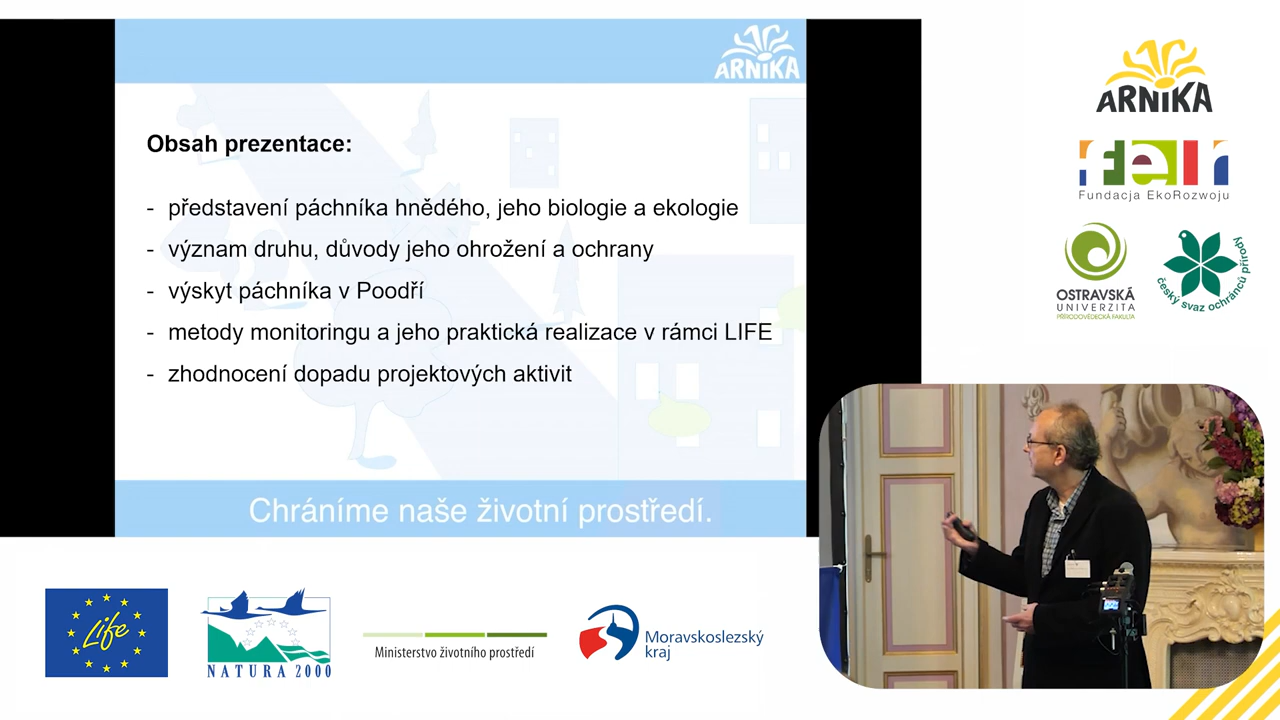 ARNIKA
Obsah prezentace:
- představení páchníka hnědého, jeho biologie a ekologie
- význam druhu, důvody jeho ohrožení a ochrany
- výskyt páchníka v Poodří
- metody monitoringu a jeho praktická realizace v rámci LIFE
- zhodnocení dopadu projektových aktivit
Chráníme naše životní prostředí.
ARNIKA
feir
Fundacja EkoRozwoju
OSTRAVSKÁ
UNIVERZITA
PŘÍRODOVĚDECKÁ FAKULTA
český svaz ochránců přírody
Life
NATURA 2000
Ministerstvo životního prostředí
Moravskoslezský
kraj